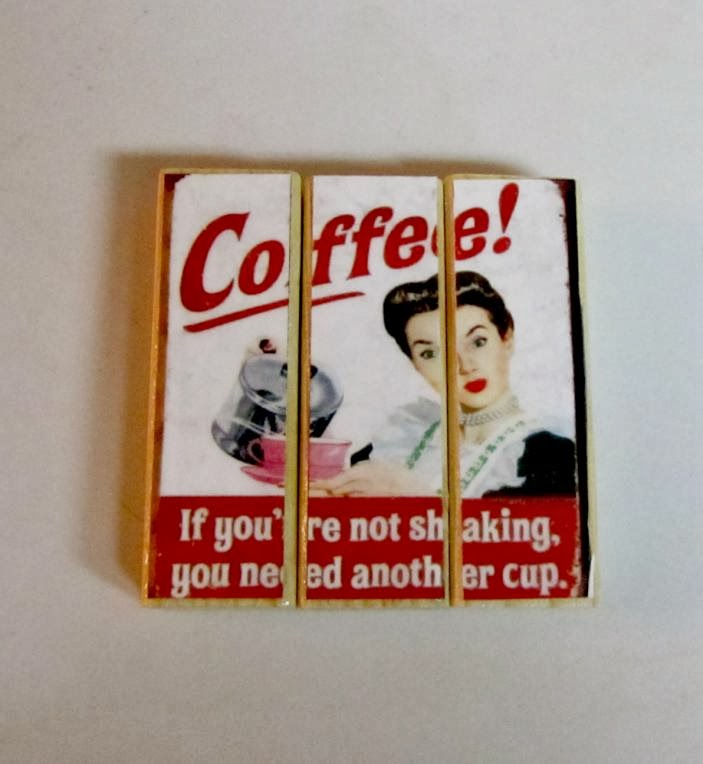 Coffee!
If you're not shaking,
you need another cup.